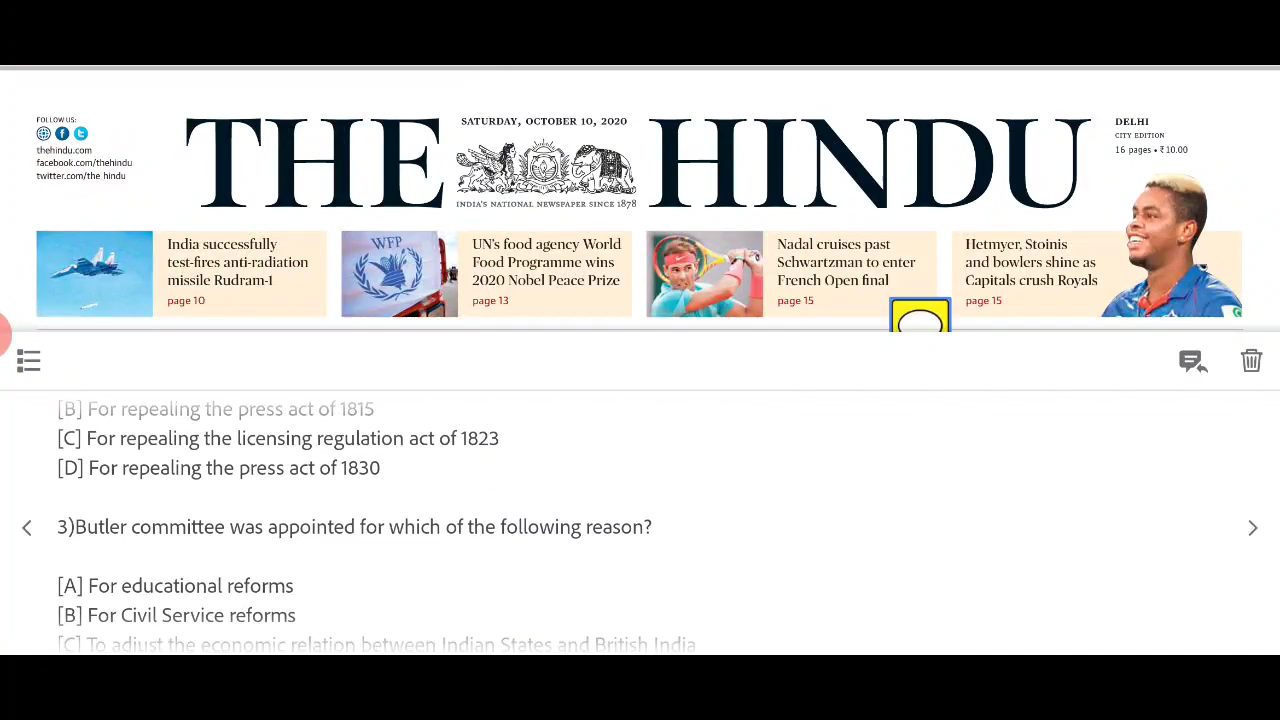 FOLLOW US:
thehindu.com
facebook.com/thehindu
twitter.com/the hindu
THE HINDU
SATURDAY, OCTOBER 10, 2020
INDIA'S NATIONAL NEWSPAPER SINCE 1878
DELHI
CITY EDITION
16 pages • ₹10.00
India successfully
test-fires anti-radiation
missile Rudram-1
page 10
WFP
UN's food agency World
Food Programme wins
2020 Nobel Peace Prize
page 13
Nadal cruises past
Schwartzman to enter
French Open final
page 15
Hetmyer, Stoinis
and bowlers shine as
Capitals crush Royals
page 15
[B] For repealing the press act of 1815
[C] For repealing the licensing regulation act of 1823
[D] For repealing the press act of 1830
3)Butler committee was appointed for which of the following reason?
[A] For educational reforms
[B] For Civil Service reforms
[C] To adjust the economic relation between Indian States and British India